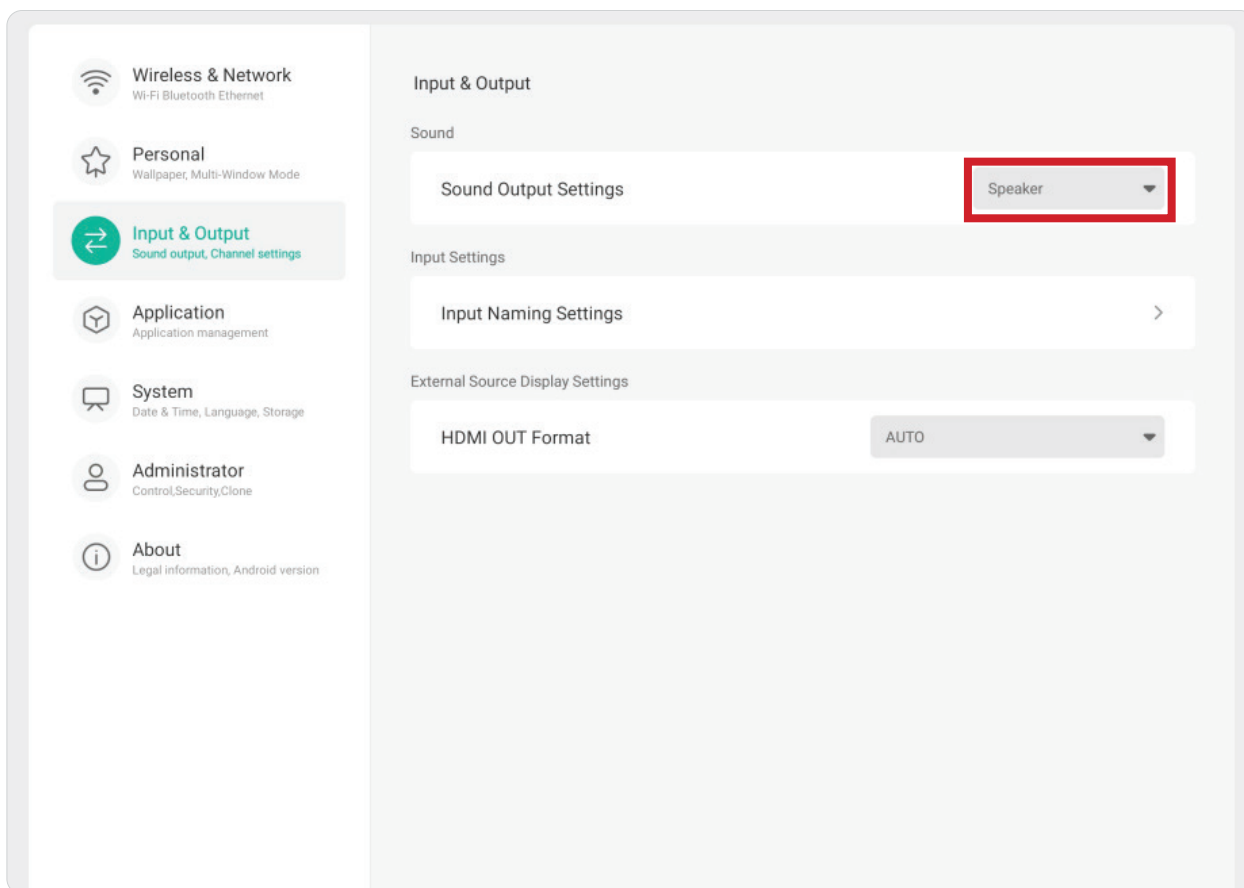 Wireless & Network
Wi-Fi Bluetooth Ethernet
Personal
Wallpaper, Multi-Window Mode
Input & Output
Sound output, Channel settings
Application
Application management
System
Date & Time, Language, Storage
Administrator
Control,Security,Clone
About
Legal information, Android version
Input & Output
Sound
Sound Output Settings
Speaker
Input Settings
Input Naming Settings
External Source Display Settings
HDMI OUT Format
AUTO